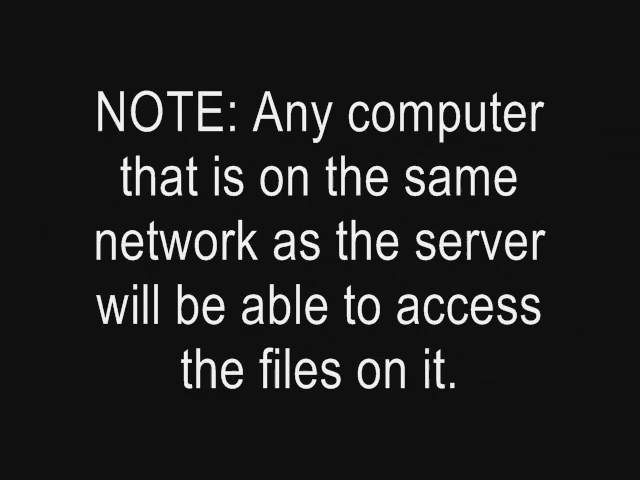 NOTE: Any computer
that is on the same
network as the server
will be able to access
the files on it.